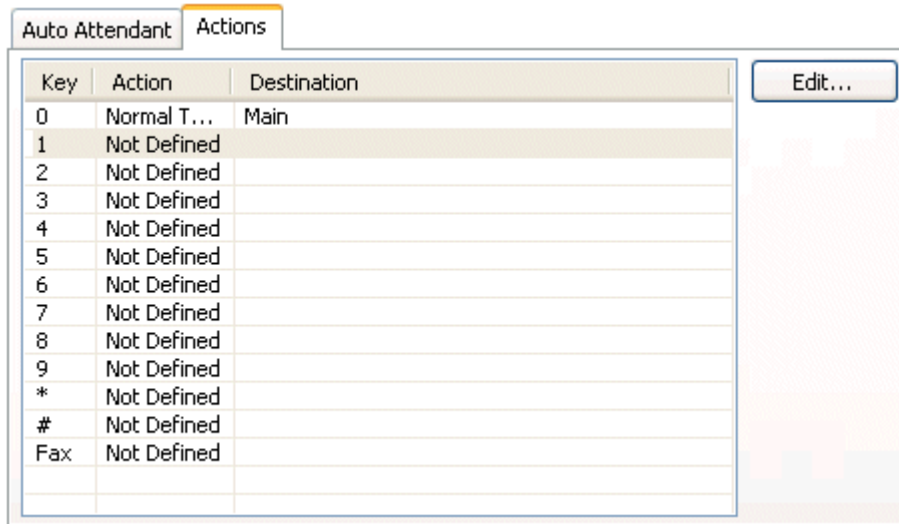 Auto Attendant Actions
Key Action Destination Edit...
0 Normal T... Main
1 Not Defined
2 Not Defined
3 Not Defined
4 Not Defined
5 Not Defined
6 Not Defined
7 Not Defined
8 Not Defined
9 Not Defined
* Not Defined
# Not Defined
Fax Not Defined